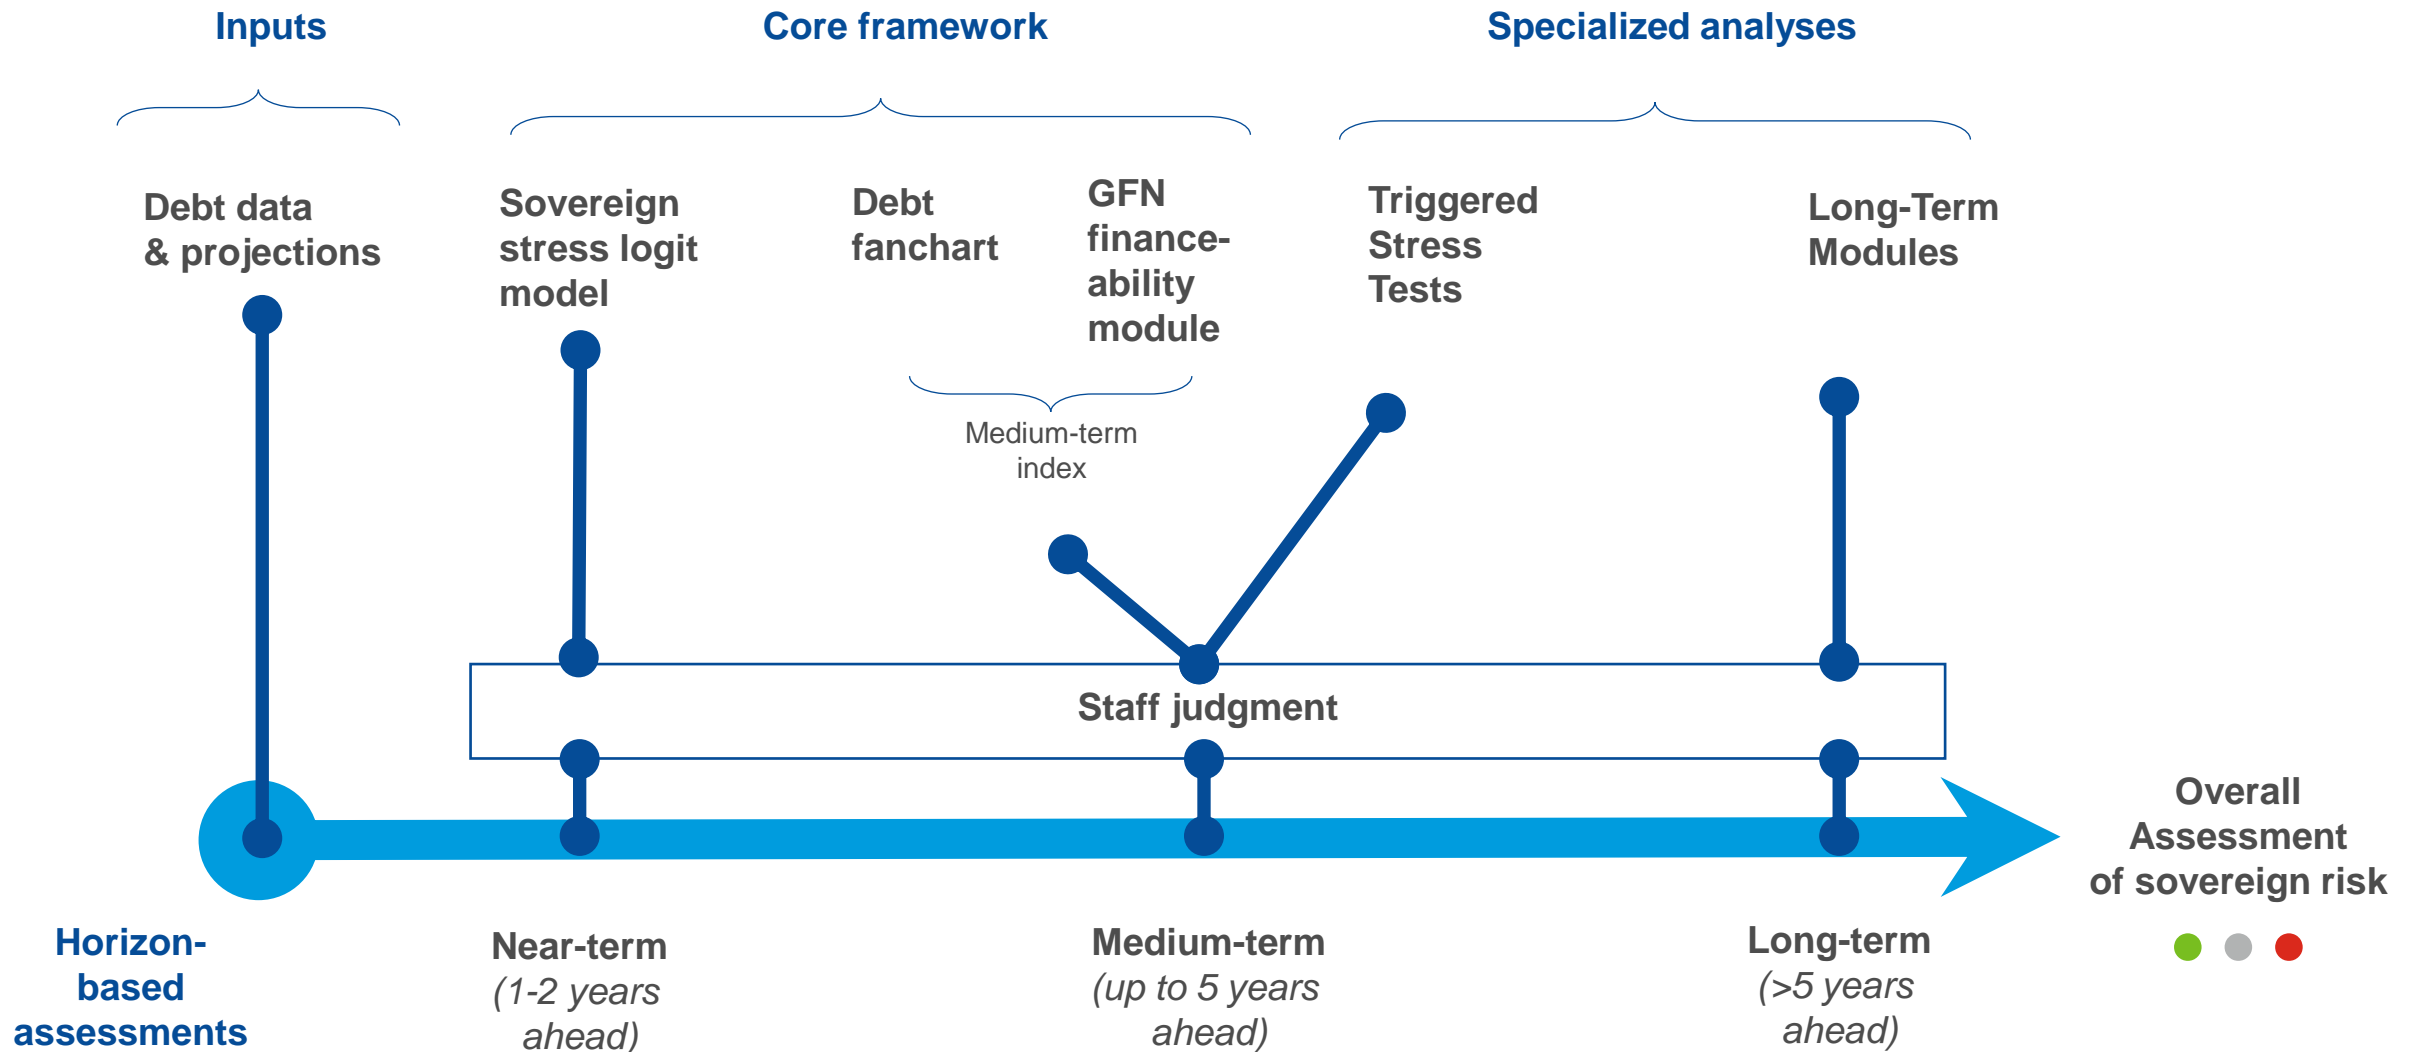 Inputs
Core framework
Specialized analyses
Debt data
& projections
Sovereign
stress logit
model
Debt
fanchart
GFN
finance-
ability
module
Triggered
Stress
Tests
Long-Term
Modules
Medium-term
index
Staff judgment
Horizon-
based
assessments
Near-term
(1-2 years
ahead)
Medium-term
(up to 5 years
ahead)
Long-term
(>5 years
ahead)
Overall
Assessment
of sovereign risk